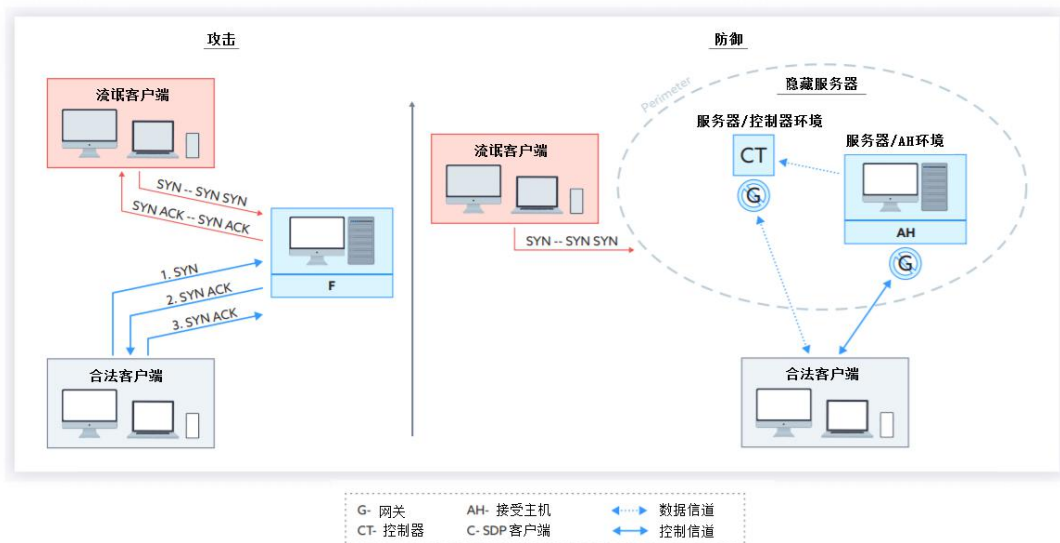 攻击
防御
流氓客户端
SYN -- SYN SYN
SYN ACK -- SYN ACK
F
1. SYN
2. SYN ACK
3. SYN ACK
合法客户端
Perimeter
隐藏服务器
服务器/控制器环境
服务器/AH环境
流氓客户端
CT
G
AH
G
SYN -- SYN SYN
合法客户端
G- 网关
AH- 接受主机
数据信道
CT- 控制器
C- SDP 客户端
控制信道